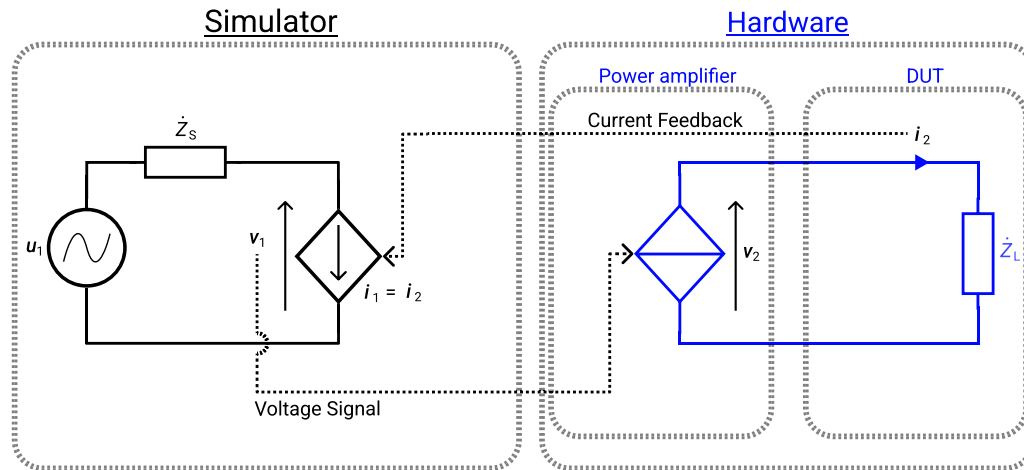 Simulator
Hardware
Power amplifier
DUT
Current Feedback
i2
ŻS
u1
v1
i1 = i2
v2
ŻL
Voltage Signal